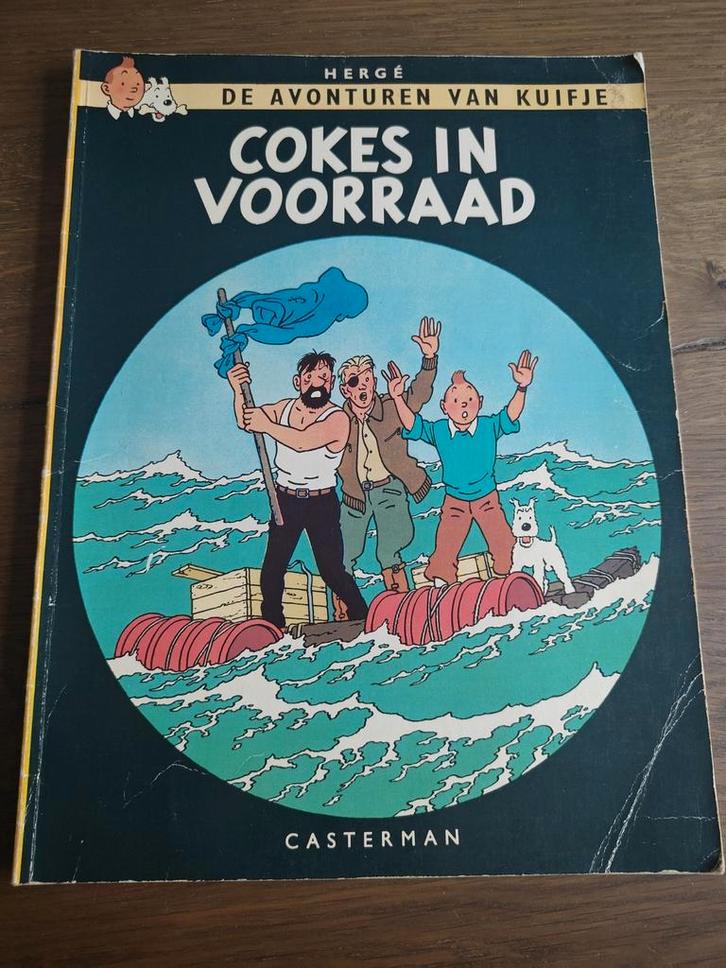 HERGÉ
DE AVONTUREN VAN KUIFJE
COKES IN
VOORRAAD
CASTERMAN